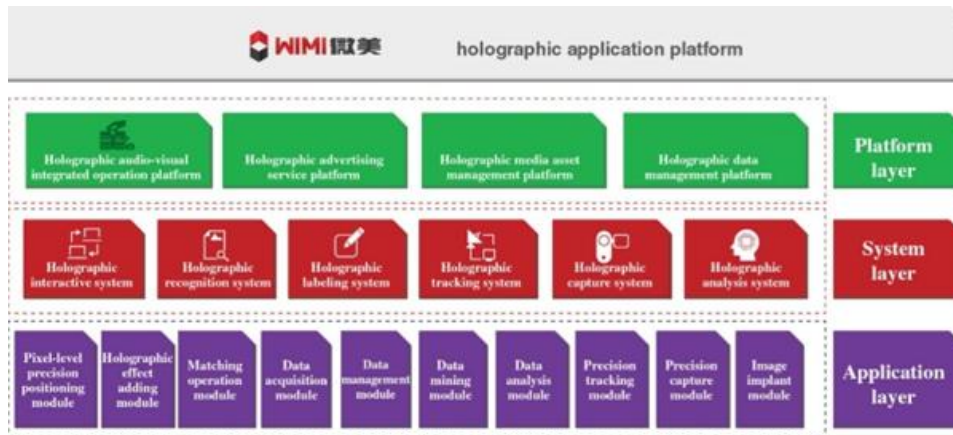 WIMI微美 holographic application platform
Holographic audio-visual
integrated operation platform
Holographic advertising
service platform
Holographic media asset
management platform
Holographic data
management platform
Platform
layer
Holographic
interactive system
Holographic
recognition system
Holographic
labeling system
Holographic
tracking system
Holographic
capture system
Holographic
analysis system
System
layer
Pixel-level
precision
positioning
module
Holographic
effect
adding
module
Matching
operation
module
Data
acquisition
module
Data
management
module
Data
mining
module
Data
analysis
module
Precision
tracking
module
Precision
capture
module
Image
implant
module
Application
layer